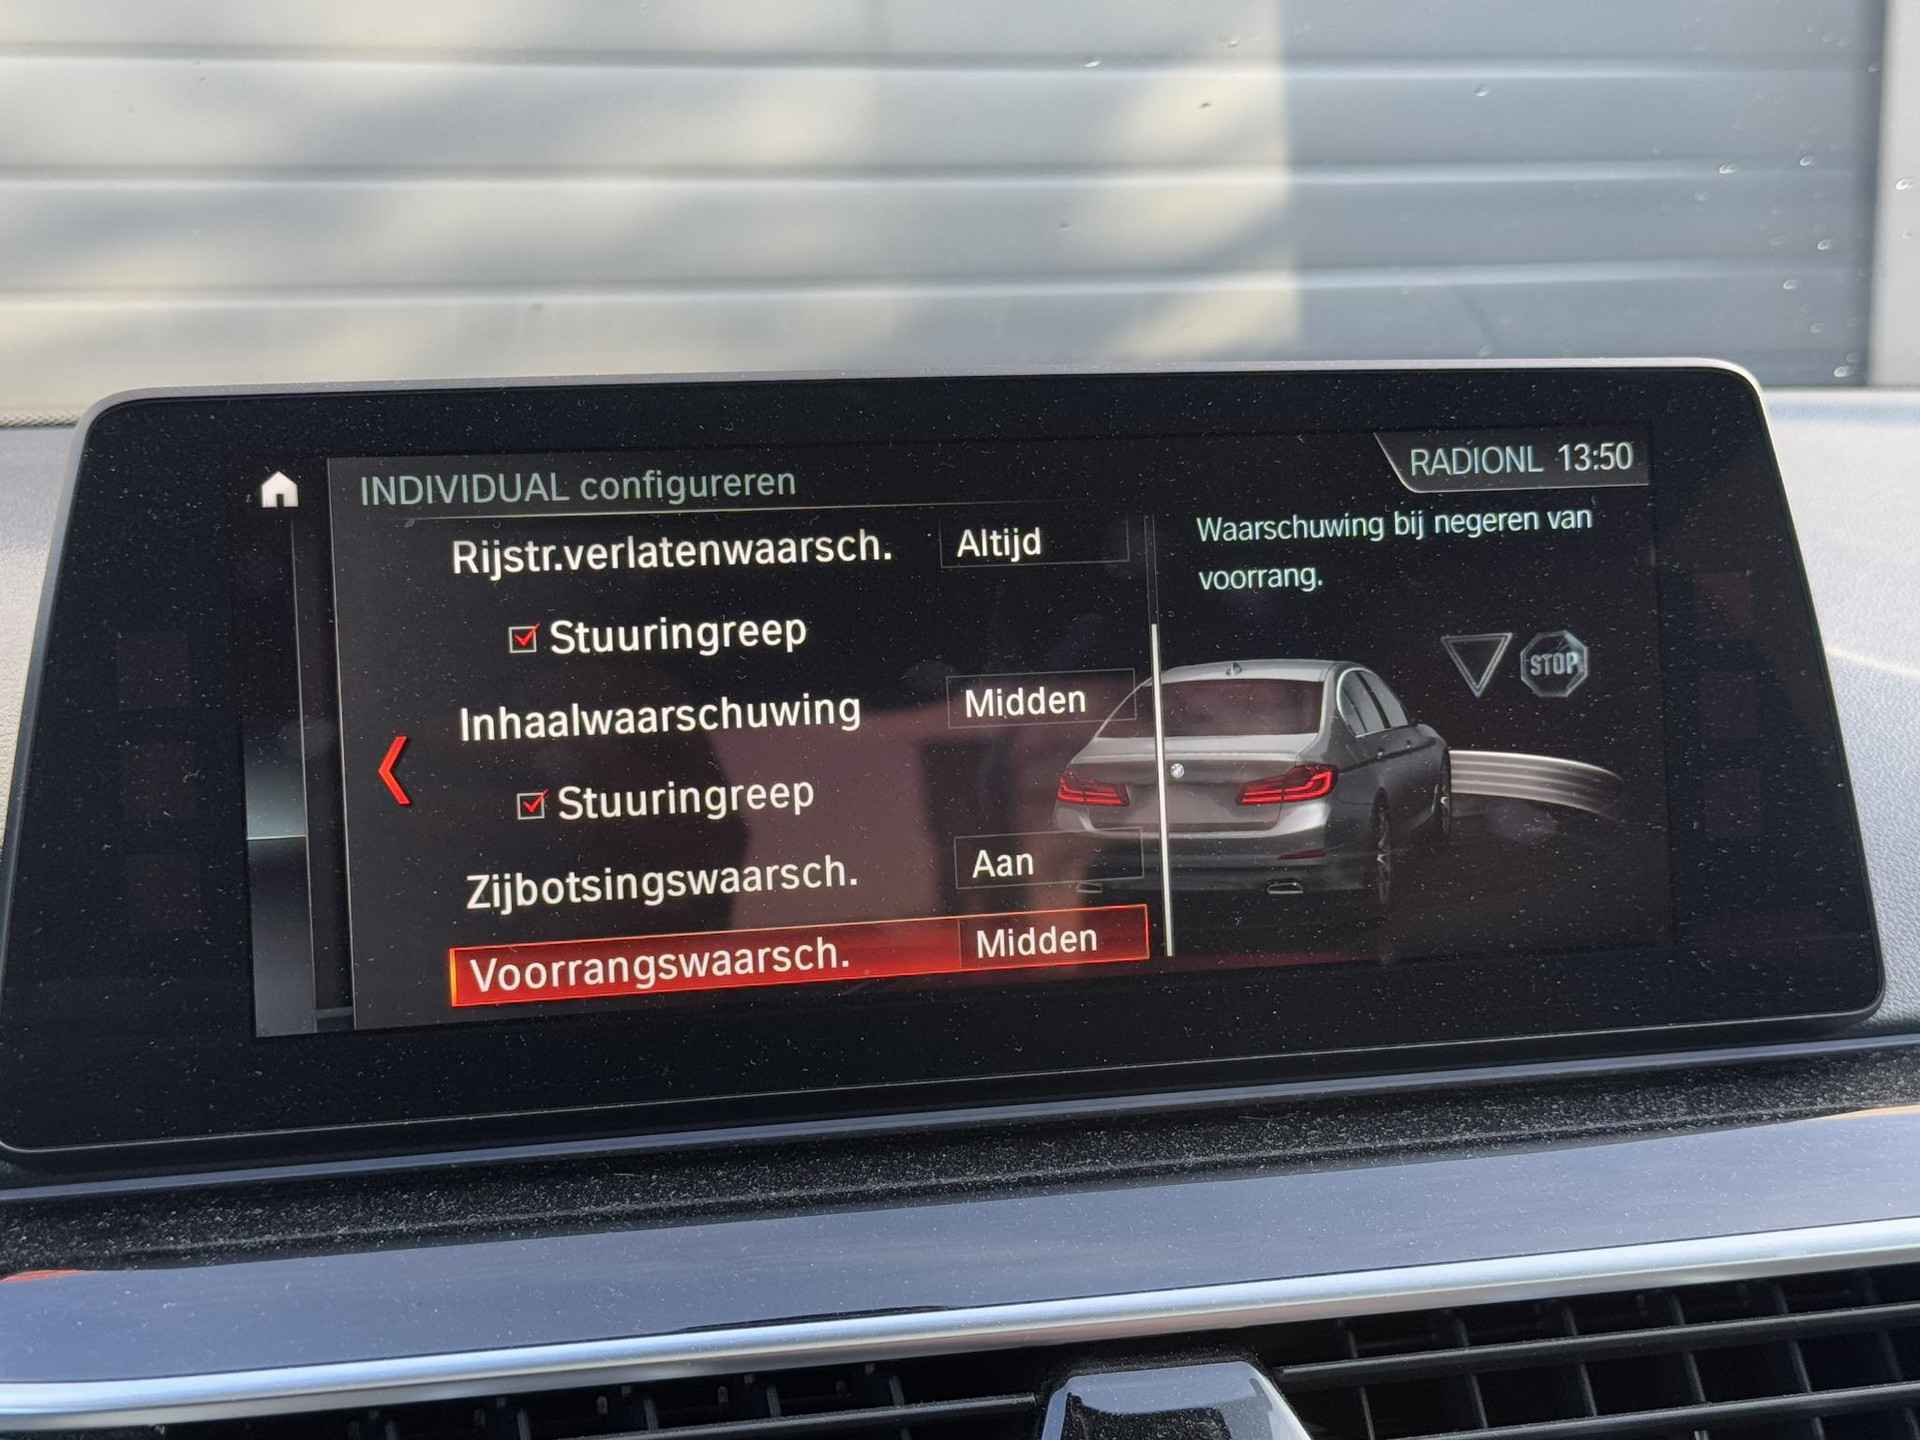 INDIVIDUAL configureren
RADIONL 13:50
Rijstr.verlatenwaarsch. Altijd
Stuuringreep
Inhaalwaarschuwing Midden
Stuuringreep
Zijbotsingswaarsch. Aan
Voorrangswaarsch. Midden
Waarschuwing bij negeren van
voorrang.
STOP